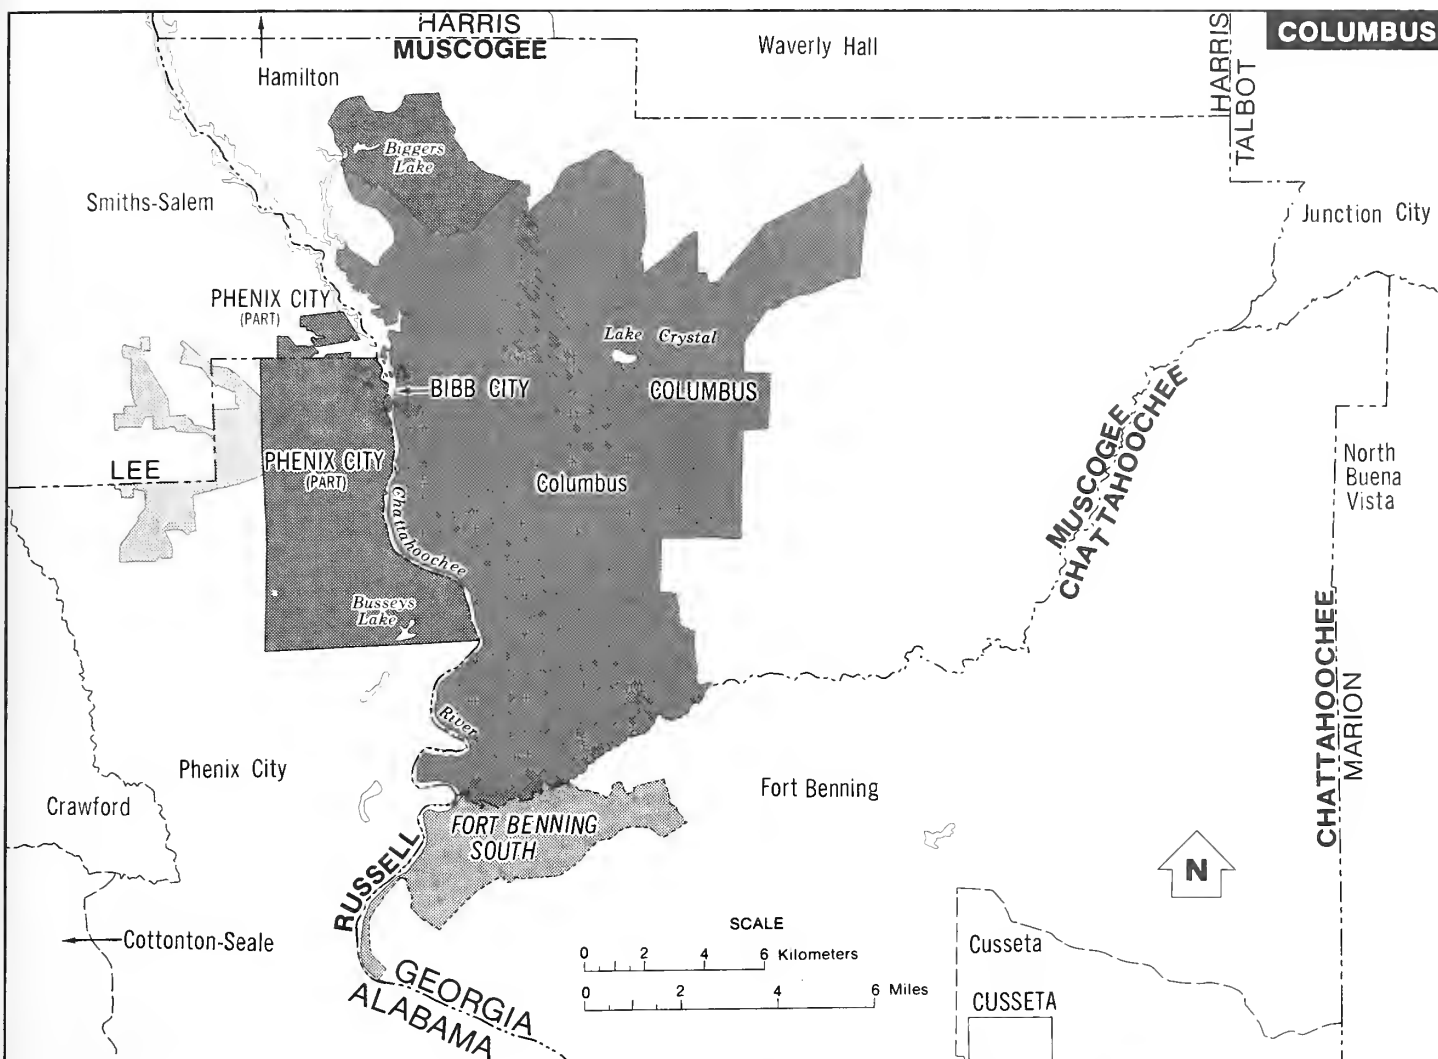 HARRIS
MUSCOGEE
COLUMBUS
Waverly Hall
HARRIS
TALBOT
Hamilton
Biggers
Lake
Smiths-Salem
Junction City
PHENIX CITY
(PART)
Lake Crystal
BIBB CITY
COLUMBUS
MUSCOGEE
CHATTAHOOCHEE
LEE
PHENIX CITY
(PART)
Columbus
North
Buena
Vista
Chattahoochee
River
Busseys
Lake
CHATTAHOOCHEE
MARION
Phenix City
Crawford
Fort Benning
FORT BENNING
SOUTH
RUSSELL
N
Cottonton-Seale
SCALE
0 2 4 6 Kilometers
0 2 4 6 Miles
Cusseta
CUSSETA
GEORGIA
ALABAMA